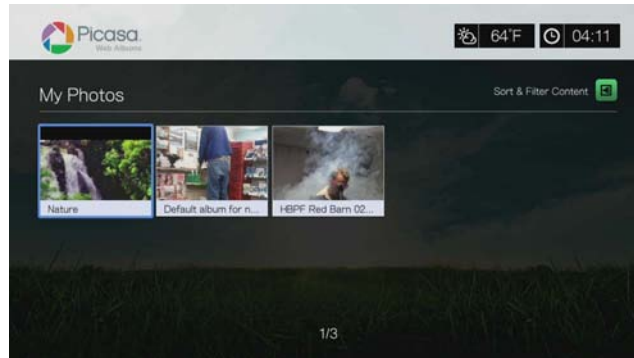 Picasa.
Web Albums
64°F
04:11
My Photos
Sort & Filter Content
Nature
Default album for n...
HBPF Red Barn 02...
1/3